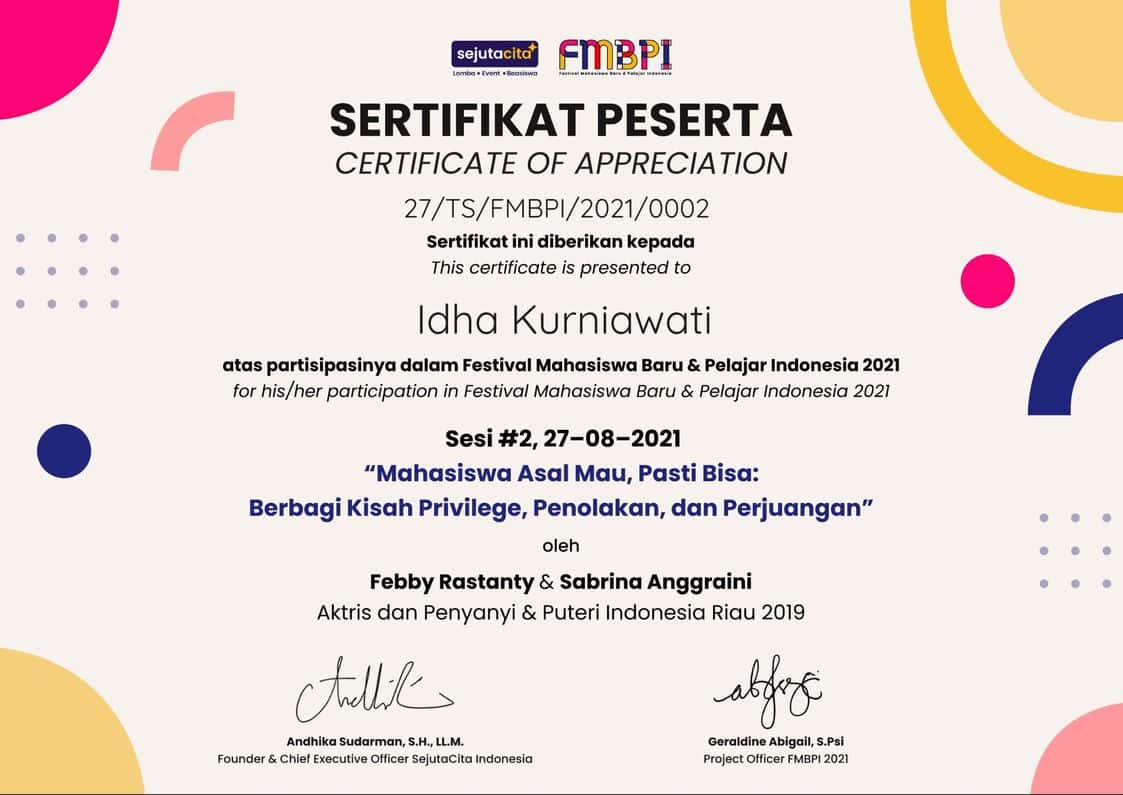 sejutacita
Lomba • Event • Beasiswa
FMBPI
Festival Mahasiswa Baru & Pelajar Indonesia
SERTIFIKAT PESERTA
CERTIFICATE OF APPRECIATION
27/TS/FMBPI/2021/0002
Sertifikat ini diberikan kepada
This certificate is presented to
Idha Kurniawati
atas partisipasinya dalam Festival Mahasiswa Baru & Pelajar Indonesia 2021
for his/her participation in Festival Mahasiswa Baru & Pelajar Indonesia 2021
Sesi #2, 27–08–2021
“Mahasiswa Asal Mau, Pasti Bisa:
Berbagi Kisah Privilege, Penolakan, dan Perjuangan”
oleh
Febby Rastanty & Sabrina Anggraini
Aktris dan Penyanyi & Puteri Indonesia Riau 2019
Andhika Sudarman, S.H., LL.M.
Founder & Chief Executive Officer SejutaCita Indonesia
Geraldine Abigail, S.Psi
Project Officer FMBPI 2021